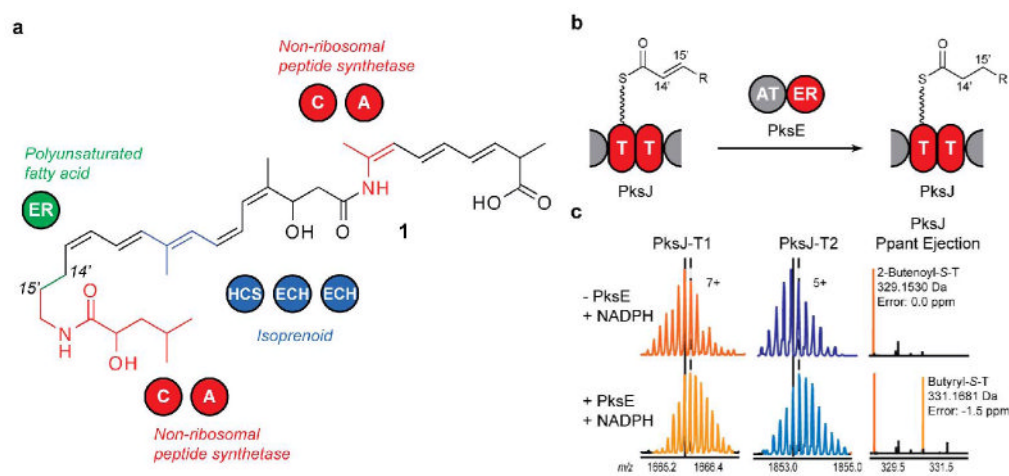 a
Non-ribosomal
peptide synthetase
C A
Polyunsaturated
fatty acid
ER
14'
15'
N
H
O
OH
HCS ECH ECH
Isoprenoid
OH
O
N
H
HO
O
1
C A
Non-ribosomal
peptide synthetase
b
O
15'
S
14'
R
T T
PksJ
AT ER
PksE
O
15'
S
14'
R
T T
PksJ
c
PksJ-T1
PksJ-T2
PksJ
Ppant Ejection
- PksE
+ NADPH
7+
5+
2-Butenoyl-S-T
329.1530 Da
Error: 0.0 ppm
+ PksE
+ NADPH
Butyryl-S-T
331.1681 Da
Error: -1.5 ppm
m/z 1665.2 1666.4 1853.0 1855.0 329.5 331.5